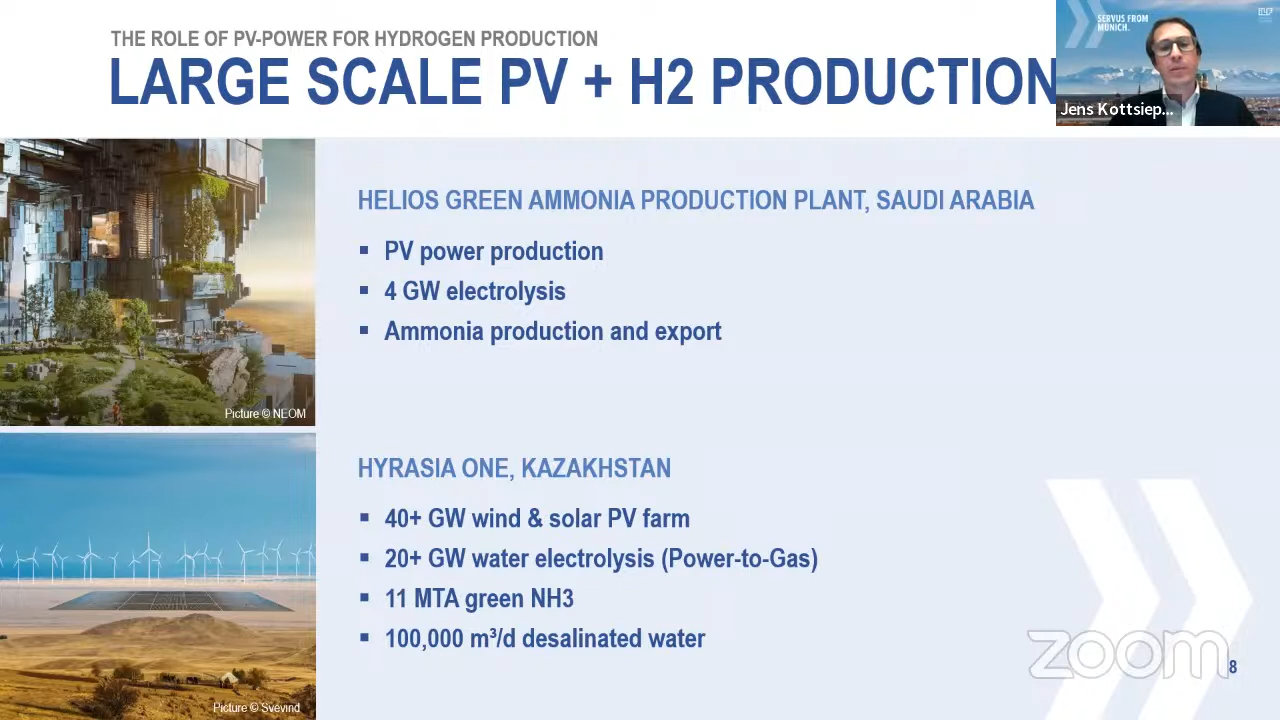 THE ROLE OF PV-POWER FOR HYDROGEN PRODUCTION
LARGE SCALE PV + H2 PRODUCTION
SERVUS FROM
MUNICH.
Jens Kottsiep...
HELIOS GREEN AMMONIA PRODUCTION PLANT, SAUDI ARABIA
▪ PV power production
▪ 4 GW electrolysis
▪ Ammonia production and export
Picture © NEOM
HYRASIA ONE, KAZAKHSTAN
▪ 40+ GW wind & solar PV farm
▪ 20+ GW water electrolysis (Power-to-Gas)
▪ 11 MTA green NH3
▪ 100,000 m³/d desalinated water
Picture © Svevind
zoom
8